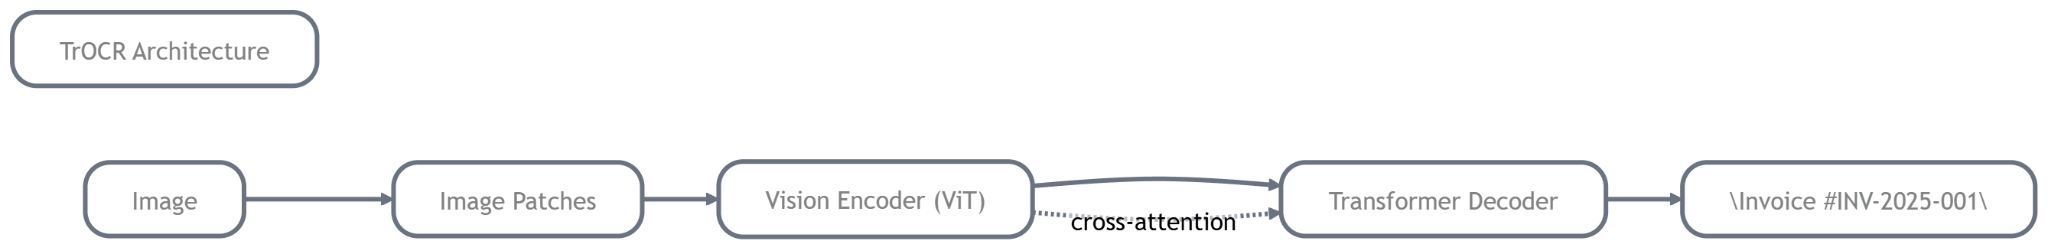 TrOCR Architecture
Image
Image Patches
Vision Encoder (ViT)
cross-attention
Transformer Decoder
\Invoice #INV-2025-001\